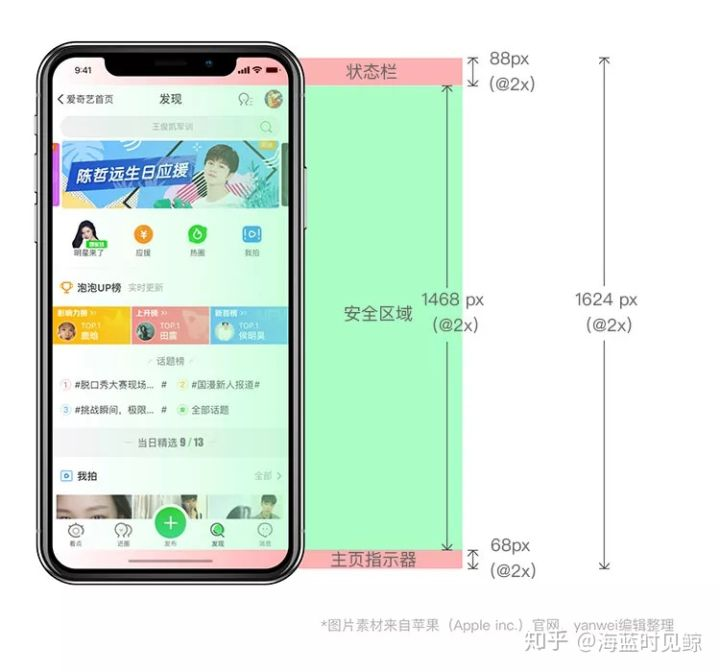 9:41
爱奇艺首页
发现
王俊凯军训
陈哲远生日应援
明星来了
应援
热圈
我拍
泡泡UP榜 实时更新
影响力榜
TOP.1
鹿晗
上升榜
TOP.1
田震
新苗榜
TOP.1
侯明昊
话题榜
1 #脱口秀大赛现场... #
2 #国漫新人报道#
3 #挑战瞬间，极限... #
全部话题
当日精选 9 / 13
我拍
全部
看点
近圈
发布
发现
消息
状态栏
88px
(@2x)
安全区域
1468 px
(@2x)
1624 px
(@2x)
主页指示器
68px
(@2x)
*图片素材来自苹果（Apple inc.）官网，yanwei编辑整理
知乎 @海蓝时见鲸